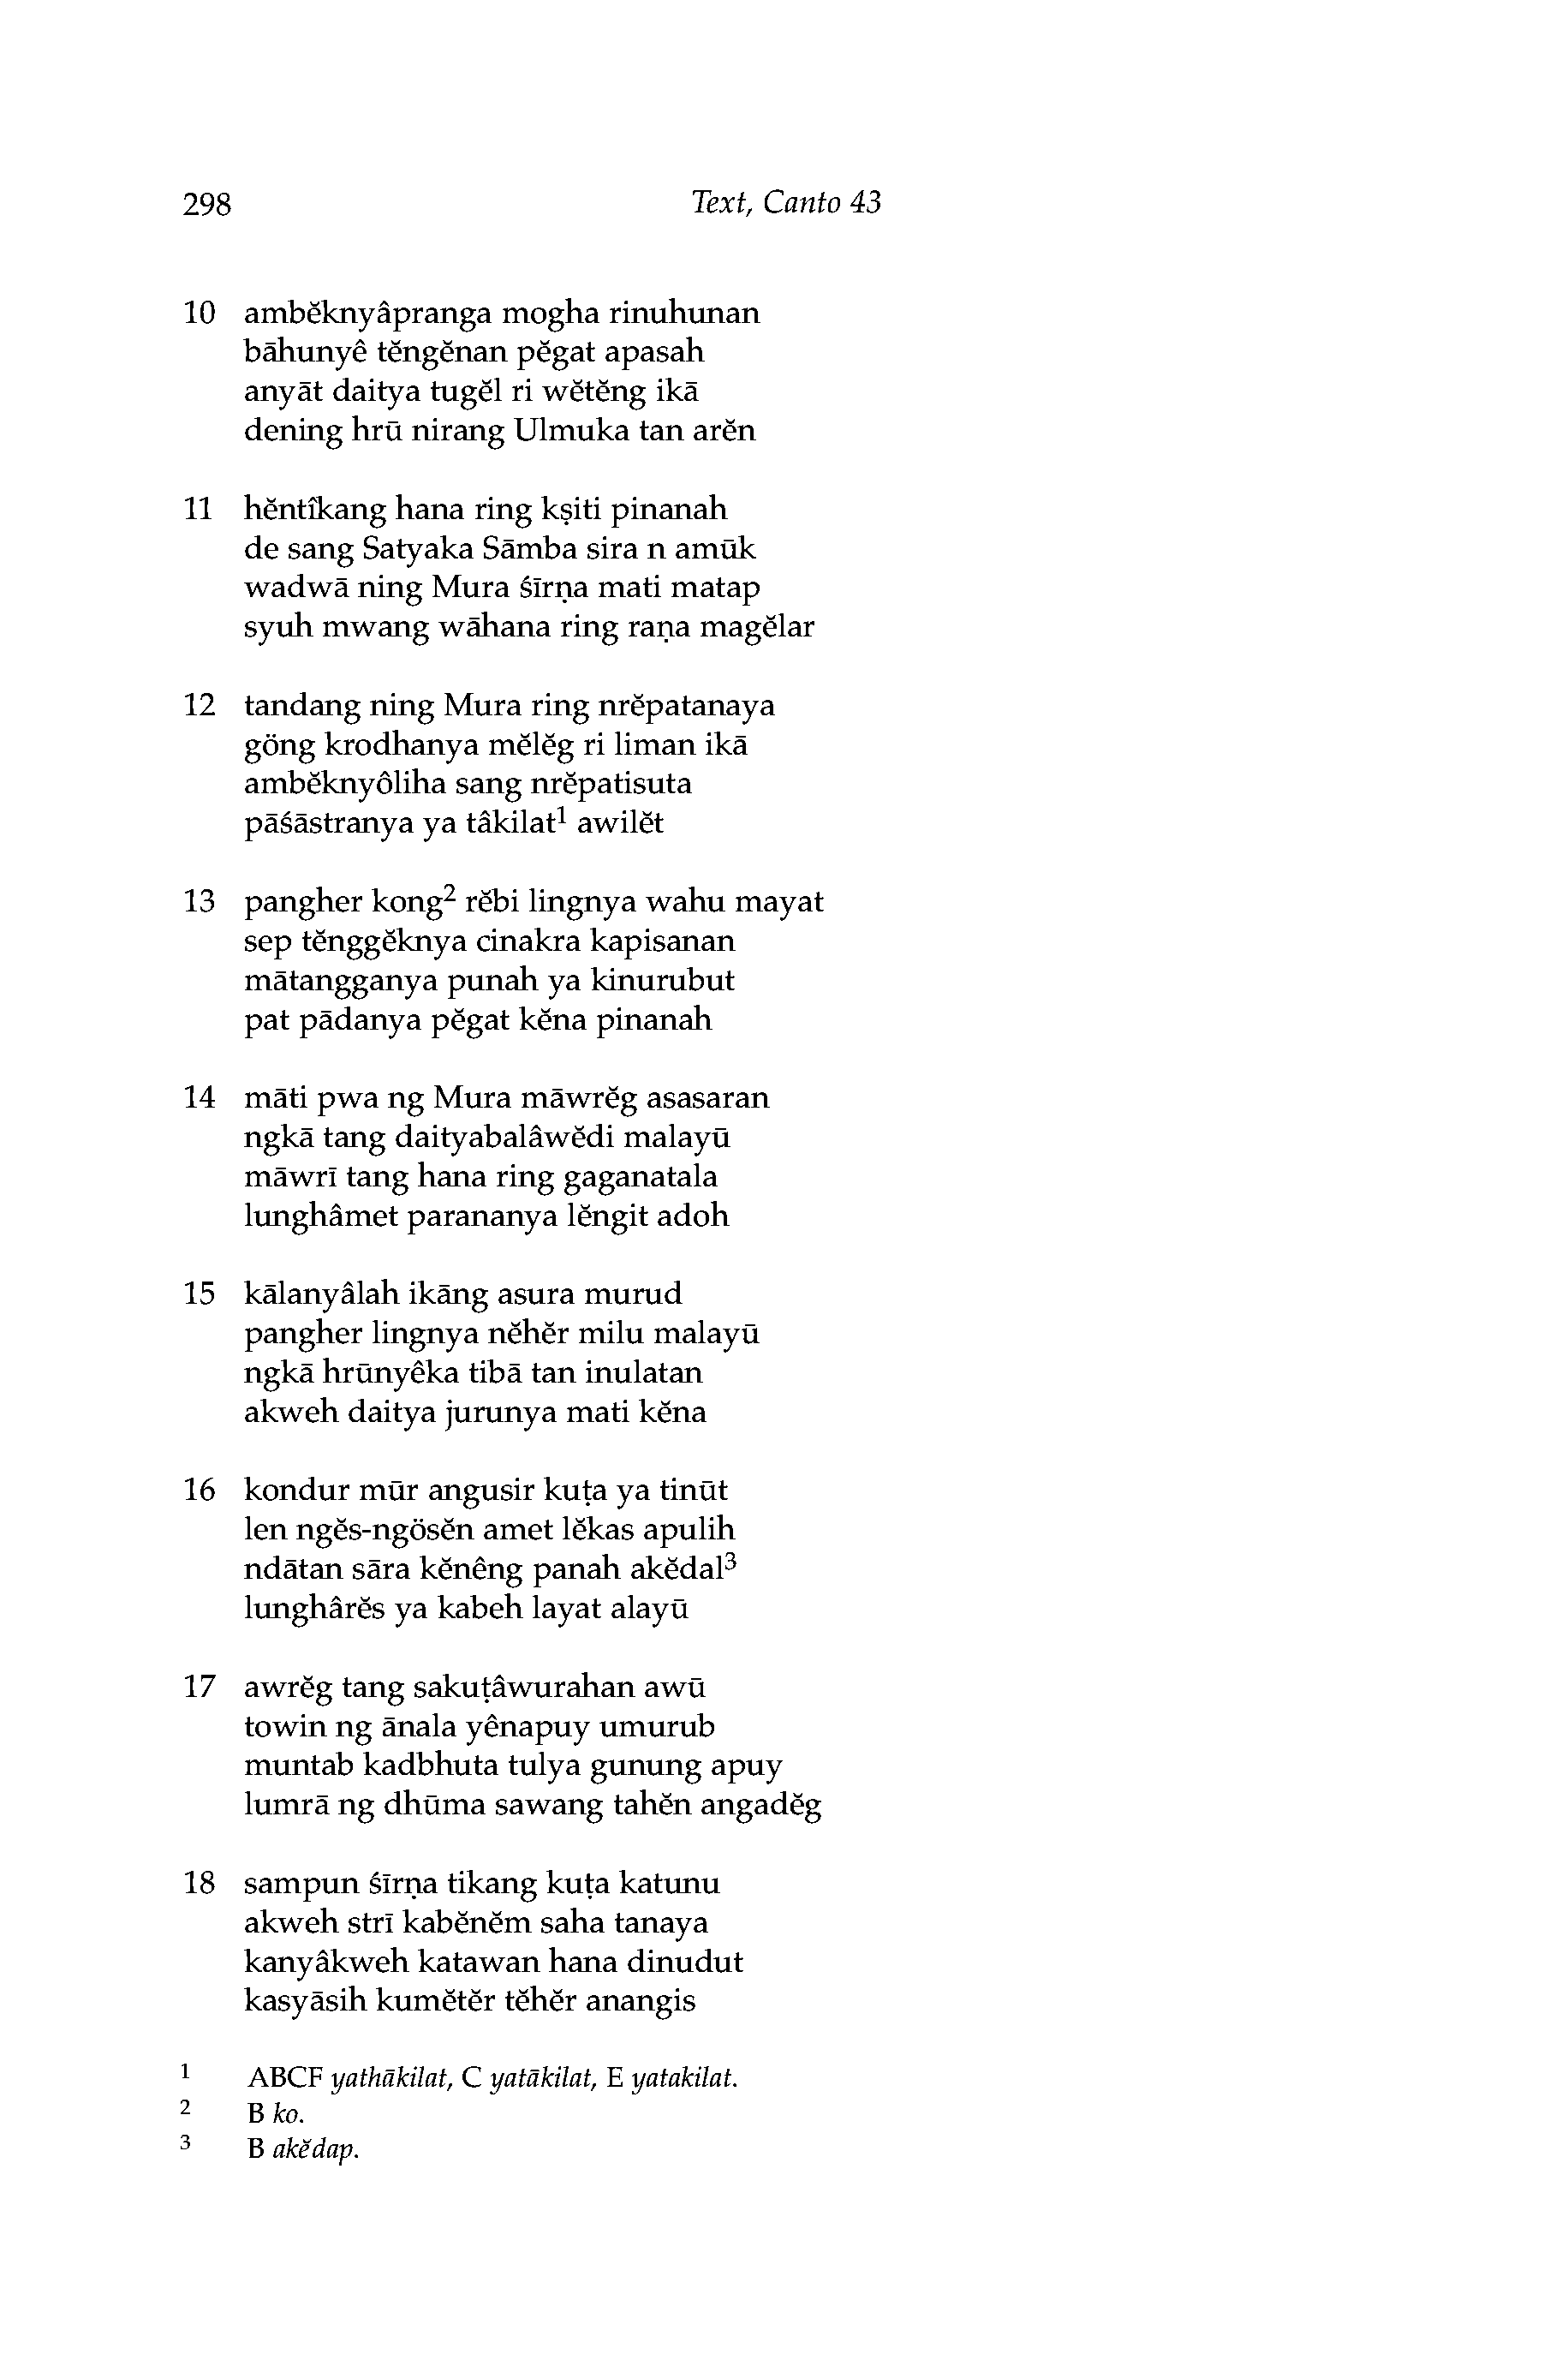 298 Text, Canto 43
10 ambĕknyâpranga mogha rinuhunan
bāhunyê tĕngĕnan pĕgat apasah
anyāt daitya tugĕl ri wĕtĕng ikā
dening hrū nirang Ulmuka tan arĕn
11 hĕntîkang hana ring kṣiti pinanah
de sang Satyaka Sāmba sira n amūk
wadwā ning Mura śīrṇa mati matap
syuh mwang wāhana ring raṇa magĕlar
12 tandang ning Mura ring nrĕpatanaya
göng krodhanya mĕlĕg ri liman ikā
ambĕknyôliha sang nrĕpatisuta
pāśāstranya ya tâkilat¹ awilĕt
13 pangher kong² rĕbi lingnya wahu mayat
sep tĕnggĕknya cinakra kapisanan
mātangganya punah ya kinurubut
pat pādanya pĕgat kĕna pinanah
14 māti pwa ng Mura māwrĕg asasaran
ngkā tang daityabalâwĕdi malayū
māwrī tang hana ring gaganatala
lunghâmet parananya lĕngit adoh
15 kālanyâlah ikāng asura murud
pangher lingnya nĕhĕr milu malayū
ngkā hrūnyêka tibā tan inulatan
akweh daitya jurunya mati kĕna
16 kondur mūr angusir kuṭa ya tinūt
len ngĕs-ngösĕn amet lĕkas apulih
ndātan sāra kĕnêng panah akĕdal³
lunghârĕs ya kabeh layat alayū
17 awrĕg tang sakuṭâwurahan awū
towin ng ānala yênapuy umurub
muntab kadbhuta tulya gunung apuy
lumrā ng dhūma sawang tahĕn angadĕg
18 sampun śīrṇa tikang kuṭa katunu
akweh strī kabĕnĕm saha tanaya
kanyâkweh katawan hana dinudut
kasyāsih kumĕtĕr tĕhĕr anangis
¹ ABCF yathākilat, C yatākilat, E yatakilat.
² B ko.
³ B akĕdap.